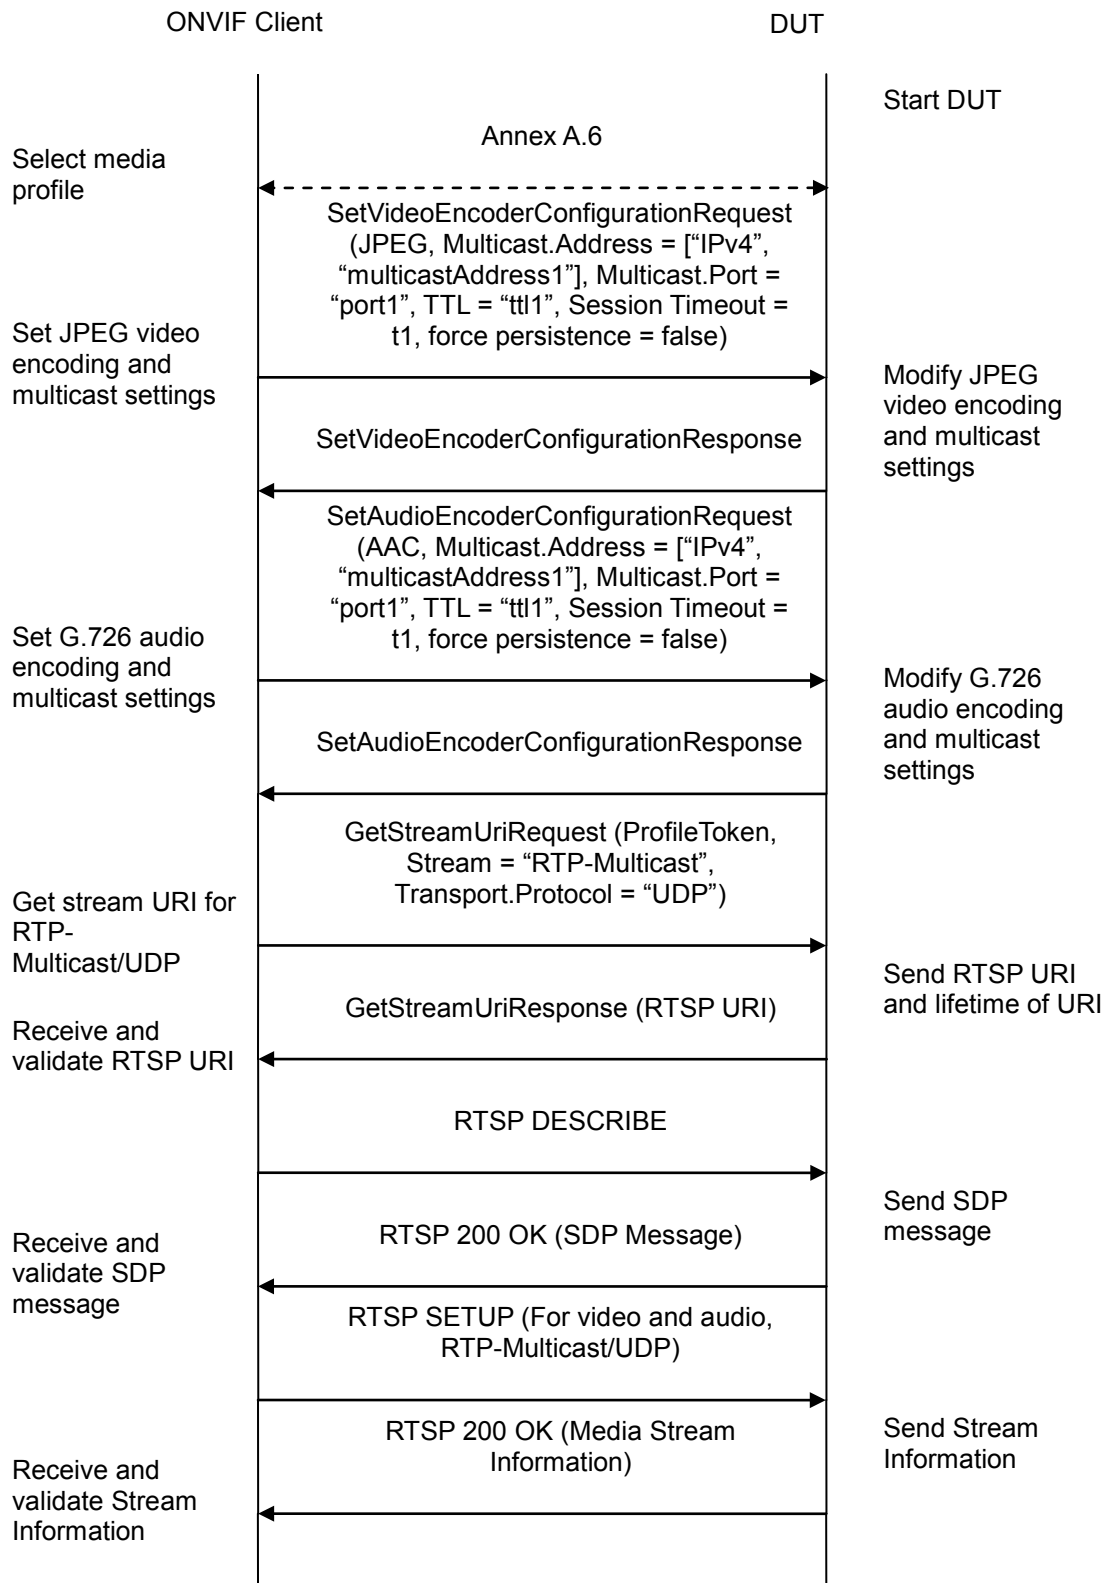 ONVIF Client
DUT
Start DUT
Annex A.6
Select media
profile
SetVideoEncoderConfigurationRequest
(JPEG, Multicast.Address = [“IPv4”,
“multicastAddress1”], Multicast.Port =
“port1”, TTL = “ttl1”, Session Timeout =
t1, force persistence = false)
Set JPEG video
encoding and
multicast settings
Modify JPEG
video encoding
and multicast
settings
SetVideoEncoderConfigurationResponse
SetAudioEncoderConfigurationRequest
(AAC, Multicast.Address = [“IPv4”,
“multicastAddress1”], Multicast.Port =
“port1”, TTL = “ttl1”, Session Timeout =
t1, force persistence = false)
Set G.726 audio
encoding and
multicast settings
Modify G.726
audio encoding
and multicast
settings
SetAudioEncoderConfigurationResponse
GetStreamUriRequest (ProfileToken,
Stream = “RTP-Multicast”,
Transport.Protocol = “UDP”)
Get stream URI for
RTP-
Multicast/UDP
Send RTSP URI
and lifetime of URI
GetStreamUriResponse (RTSP URI)
Receive and
validate RTSP URI
RTSP DESCRIBE
Send SDP
message
RTSP 200 OK (SDP Message)
Receive and
validate SDP
message
RTSP SETUP (For video and audio,
RTP-Multicast/UDP)
RTSP 200 OK (Media Stream
Information)
Send Stream
Information
Receive and
validate Stream
Information